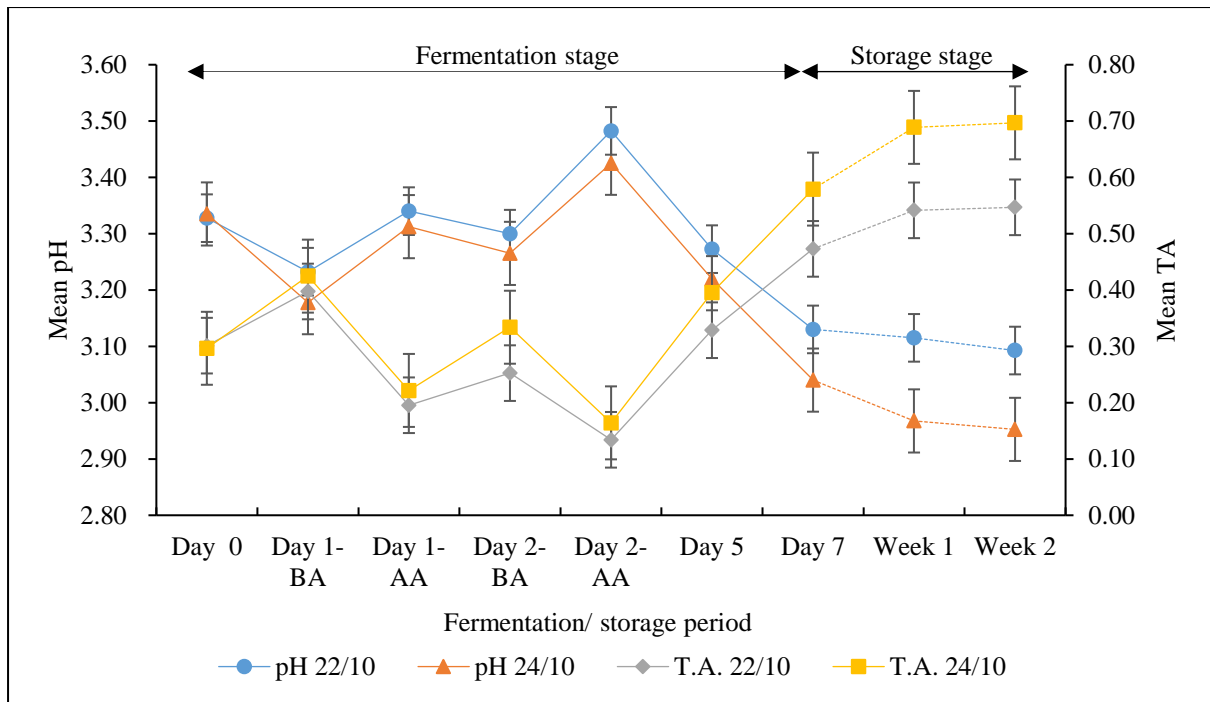 Fermentation stage Storage stage
3.60 0.80
3.50 0.70
3.40 0.60
3.30 0.50
3.20 0.40
3.10 0.30
3.00 0.20
2.90 0.10
2.80 0.00
Mean pH
Mean TA
Day 0 Day 1- Day 1- Day 2- Day 2- Day 5 Day 7 Week 1 Week 2
BA AA BA AA
Fermentation/ storage period
pH 22/10 pH 24/10 T.A. 22/10 T.A. 24/10